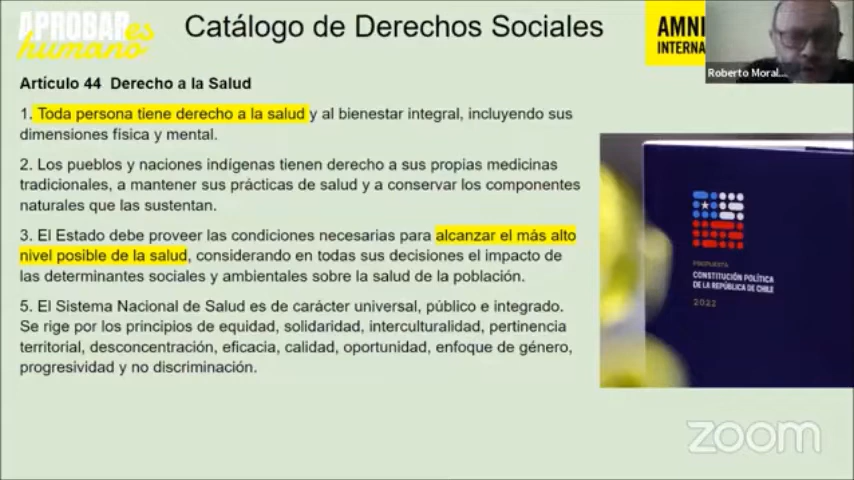 APROBAR es
humano
Catálogo de Derechos Sociales
AMNI
INTERNA
Roberto Moral...
Artículo 44 Derecho a la Salud
1. Toda persona tiene derecho a la salud y al bienestar integral, incluyendo sus
dimensiones física y mental.
2. Los pueblos y naciones indígenas tienen derecho a sus propias medicinas
tradicionales, a mantener sus prácticas de salud y a conservar los componentes
naturales que las sustentan.
3. El Estado debe proveer las condiciones necesarias para alcanzar el más alto
nivel posible de la salud, considerando en todas sus decisiones el impacto de
las determinantes sociales y ambientales sobre la salud de la población.
5. El Sistema Nacional de Salud es de carácter universal, público e integrado.
Se rige por los principios de equidad, solidaridad, interculturalidad, pertinencia
territorial, desconcentración, eficacia, calidad, oportunidad, enfoque de género,
progresividad y no discriminación.
PROPUESTA
CONSTITUCIÓN POLÍTICA
DE LA REPÚBLICA DE CHILE
2022
zoom